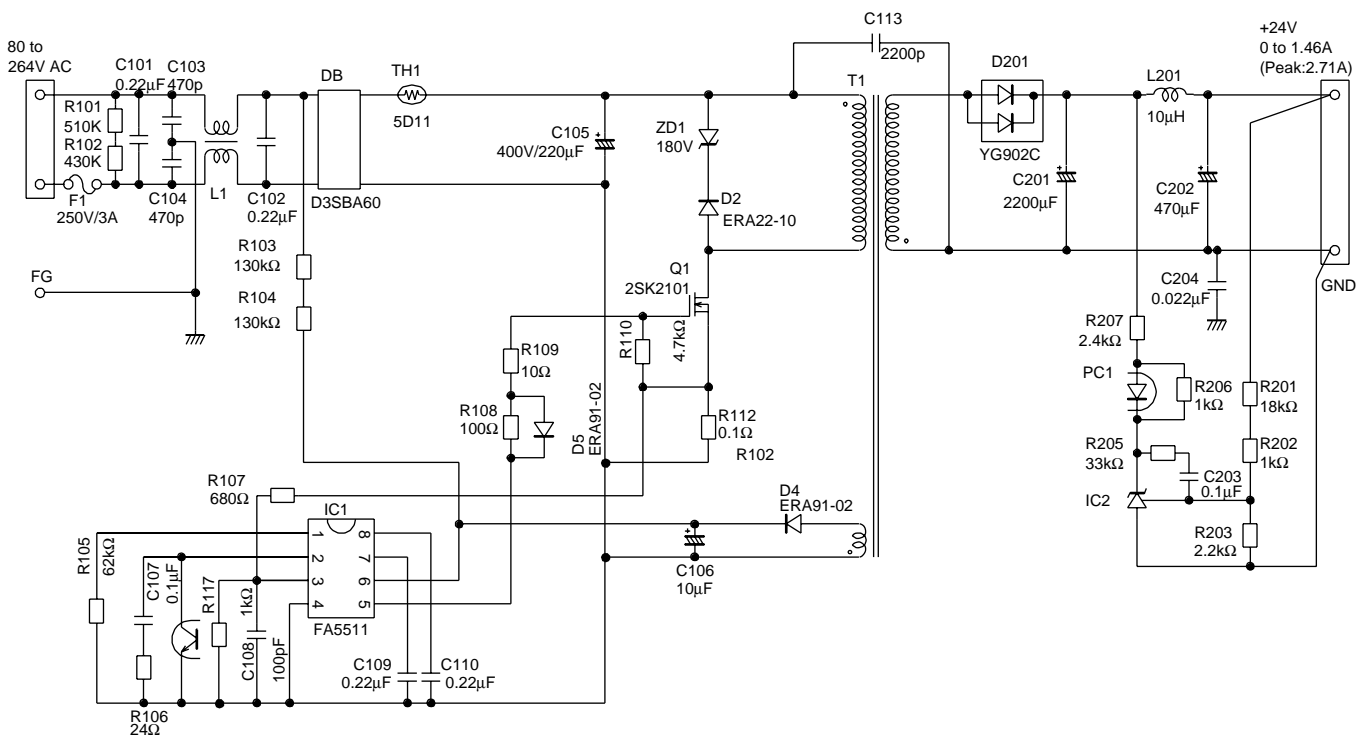 80 to
264V AC
C101
0.22µF
C103
470p
R101
510K
R102
430K
F1
250V/3A
C104
470p
L1
C102
0.22µF
DB
D3SBA60
TH1
5D11
C105
400V/220µF
ZD1
180V
D2
ERA22-10
C113
2200p
T1
D201
YG902C
L201
10µH
+24V
0 to 1.46A
(Peak:2.71A)
C201
2200µF
C202
470µF
C204
0.022µF
GND
FG
R103
130kΩ
R104
130kΩ
Q1
2SK2101
R110
4.7kΩ
R109
10Ω
R108
100Ω
D5
ERA91-02
R112
0.1Ω
R102
R207
2.4kΩ
PC1
R206
1kΩ
R201
18kΩ
R205
33kΩ
R202
1kΩ
C203
0.1µF
IC2
R203
2.2kΩ
R107
680Ω
IC1
1
2
3
4
8
7
6
5
FA5511
D4
ERA91-02
C106
10µF
R105
62kΩ
C107
0.1µF
R117
1kΩ
C108
100pF
R106
24Ω
C109
0.22µF
C110
0.22µF